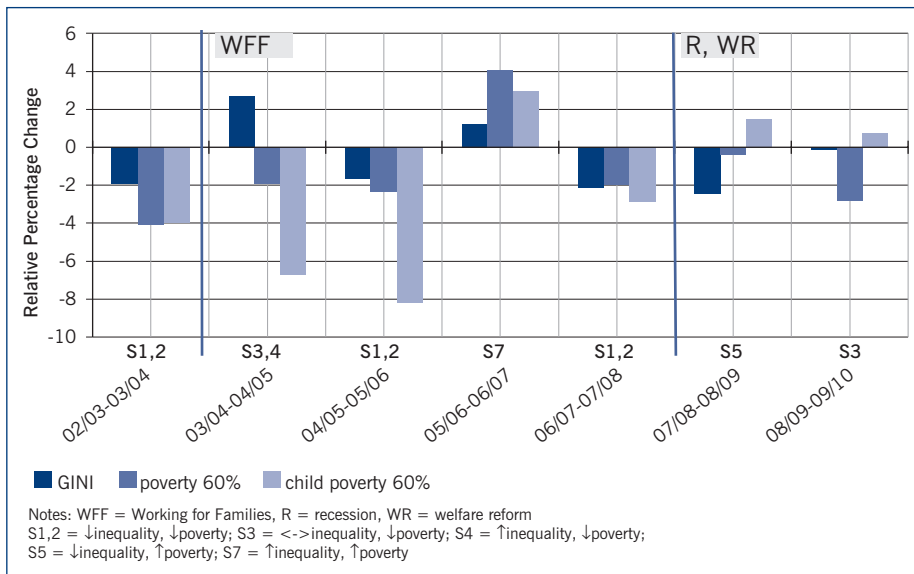 WFF
R, WR
6
4
2
0
-2
-4
-6
-8
-10
Relative Percentage Change
S1,2
S3,4
S1,2
S7
S1,2
S5
S3
02/03-03/04
03/04-04/05
04/05-05/06
05/06-06/07
06/07-07/08
07/08-08/09
08/09-09/10
GINI
poverty 60%
child poverty 60%
Notes: WFF = Working for Families, R = recession, WR = welfare reform
S1,2 = ↓inequality, ↓poverty; S3 = <->inequality, ↓poverty; S4 = ↑inequality, ↓poverty;
S5 = ↓inequality, ↑poverty; S7 = ↑inequality, ↑poverty